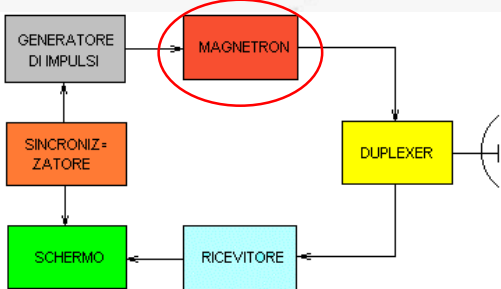 GENERATORE
DI IMPULSI
MAGNETRON
SINCRONIZ=
ZATORE
DUPLEXER
SCHERMO
RICEVITORE